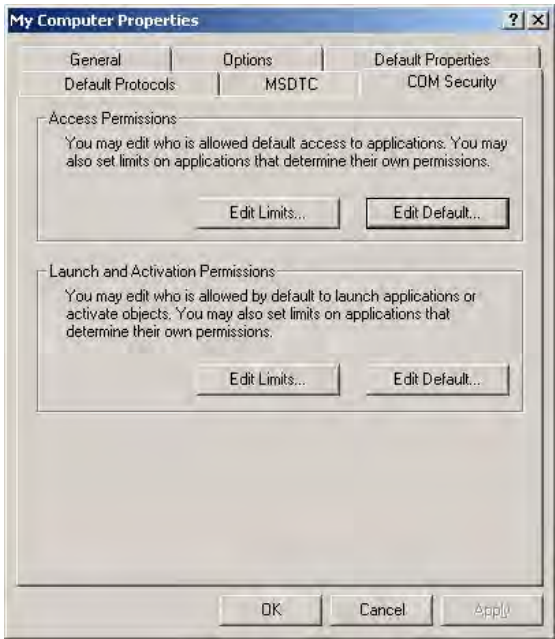 My Computer Properties
General Options Default Properties
Default Protocols MSDTC COM Security
Access Permissions
You may edit who is allowed default access to applications. You may
also set limits on applications that determine their own permissions.
Edit Limits... Edit Default...
Launch and Activation Permissions
You may edit who is allowed by default to launch applications or
activate objects. You may also set limits on applications that
determine their own permissions.
Edit Limits... Edit Default...
OK Cancel Apply